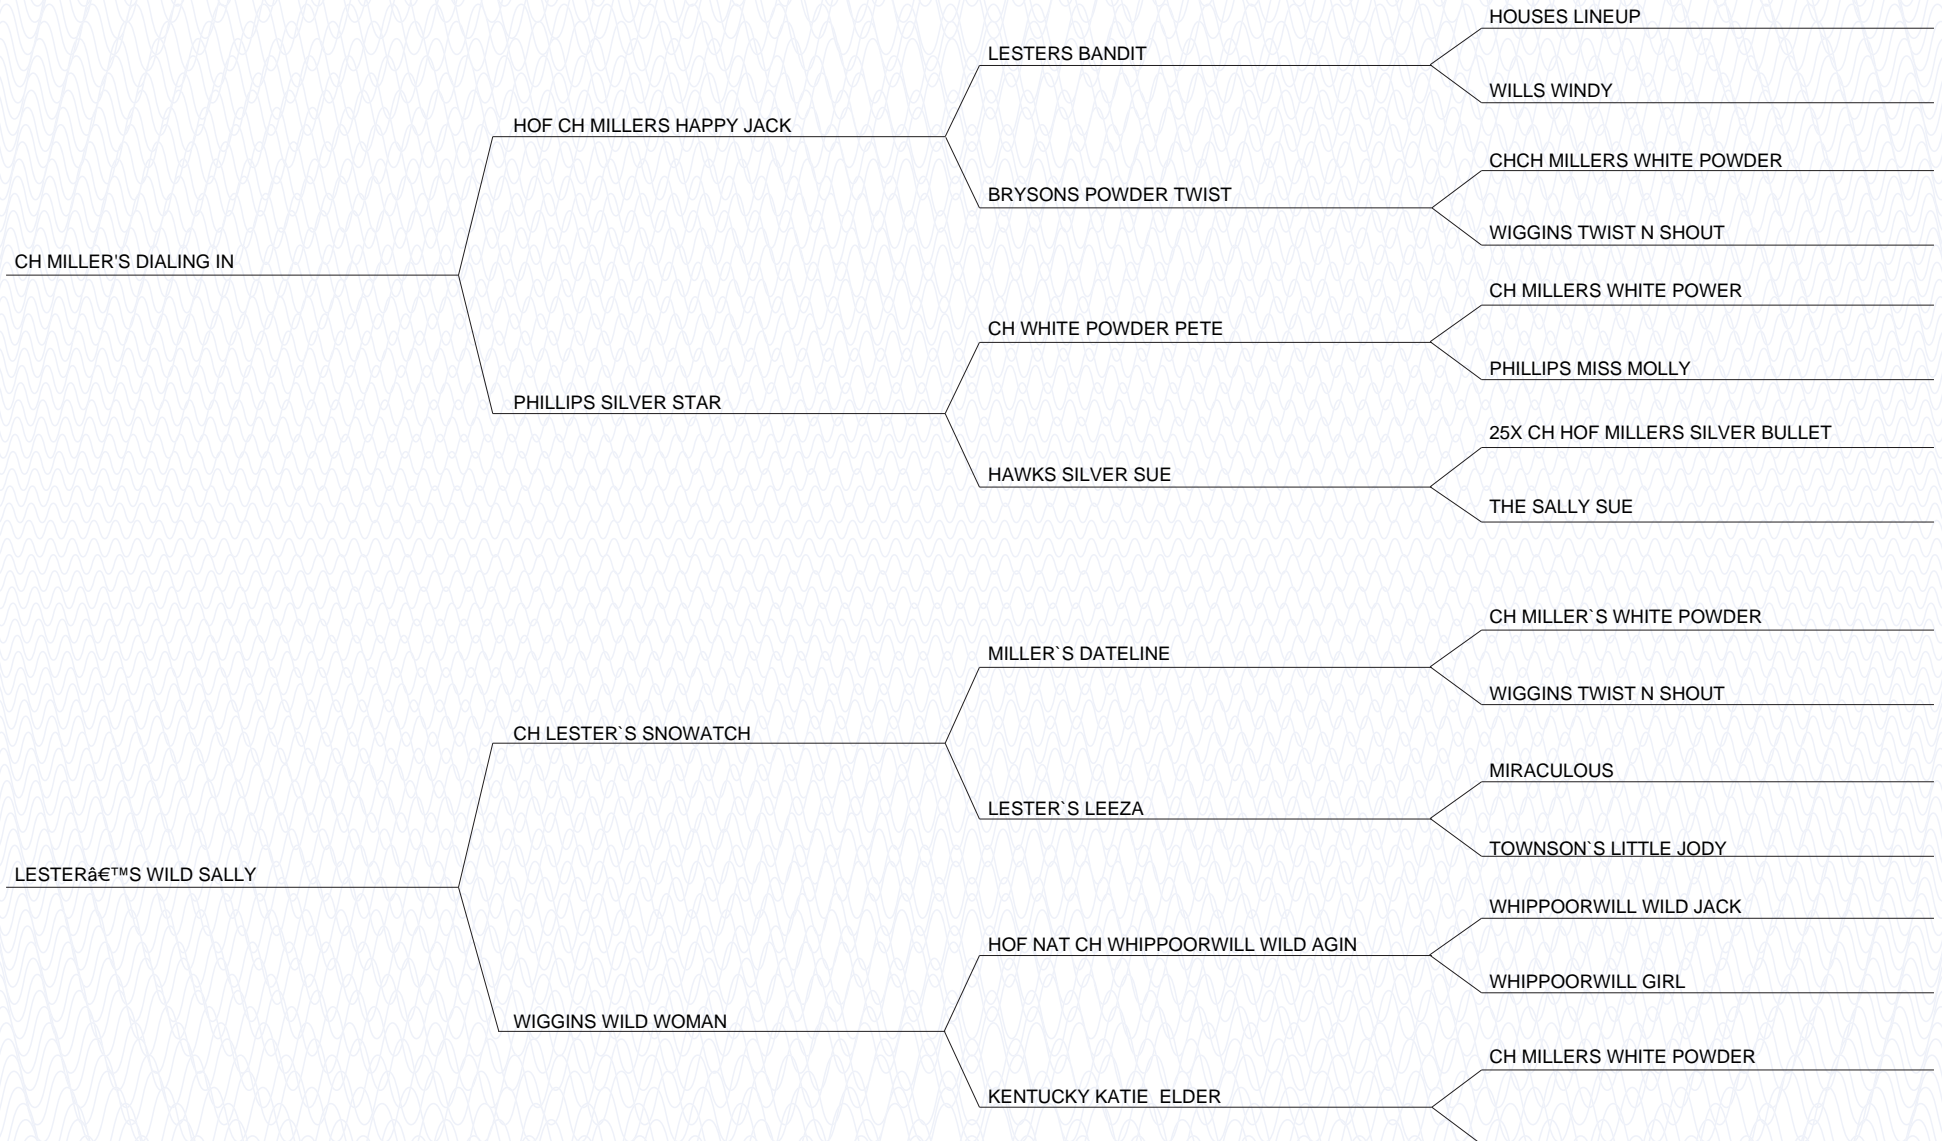 HOUSES LINEUP
LESTERS BANDIT
WILLS WINDY
HOF CH MILLERS HAPPY JACK
CHCH MILLERS WHITE POWDER
BRYSONS POWDER TWIST
WIGGINS TWIST N SHOUT
CH MILLER'S DIALING IN
CH MILLERS WHITE POWER
CH WHITE POWDER PETE
PHILLIPS MISS MOLLY
PHILLIPS SILVER STAR
25X CH HOF MILLERS SILVER BULLET
HAWKS SILVER SUE
THE SALLY SUE
CH MILLER`S WHITE POWDER
MILLER`S DATELINE
WIGGINS TWIST N SHOUT
CH LESTER`S SNOWATCH
MIRACULOUS
LESTER`S LEEZA
TOWNSON`S LITTLE JODY
LESTERâ€™S WILD SALLY
WHIPPOORWILL WILD JACK
HOF NAT CH WHIPPOORWILL WILD AGIN
WHIPPOORWILL GIRL
WIGGINS WILD WOMAN
CH MILLERS WHITE POWDER
KENTUCKY KATIE  ELDER